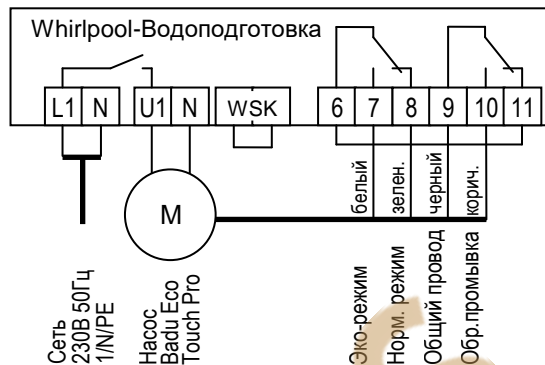 Whirlpool-Водоподготовка
L1 N U1 N WSK 6 7 8 9 10 11
белый
зелен.
черный
корич.
M
Сеть
230В 50Гц
1/N/PE
Насос
Badu Eco
Touch Pro
Эко-режим
Норм. режим
Общий провод
Обр.промывка